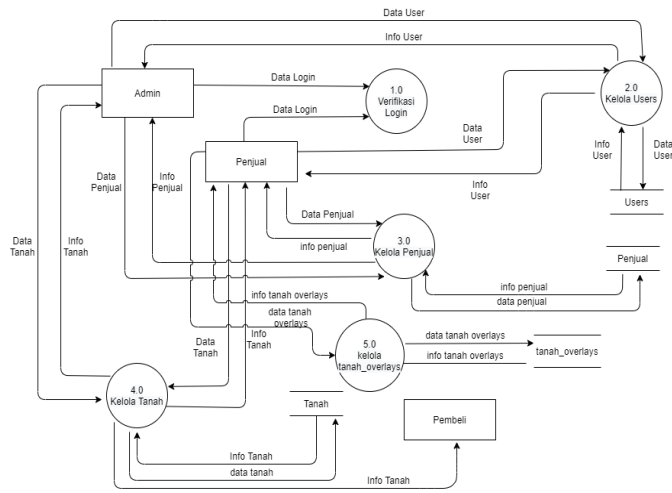 Data User
Info User
Admin
Data Login
1.0
Verifikasi
Login
2.0
Kelola Users
Data Login
Data
User
Penjual
Info
User
Data
User
Data
Penjual
Info
Penjual
Info
User
Users
Data Penjual
info penjual
3.0
Kelola Penjual
Data
Tanah
Info
Tanah
Penjual
info penjual
data penjual
info tanah overlays
data tanah
overlays
Data
Tanah
Info
Tanah
5.0
kelola
tanah_overlays
data tanah overlays
info tanah overlays
tanah_overlays
4.0
Kelola Tanah
Tanah
Pembeli
Info Tanah
data tanah
Info Tanah